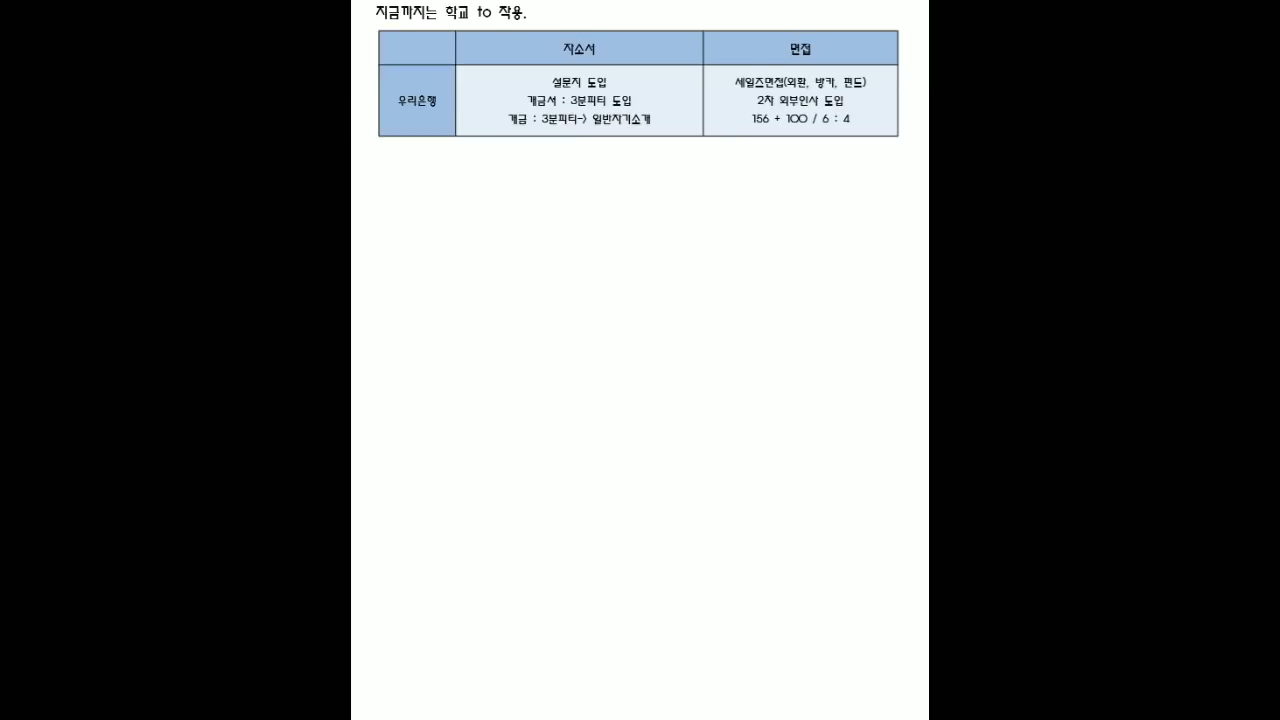 지금까지는 학교 to 작용.
자소서 면접
우리은행
설문지 도입
개금서 : 3분피티 도입
개금 : 3분피티-> 일반자기소개
세일즈면접(외환, 방카, 펀드)
2차 외부인사 도입
156 + 100 / 6 : 4